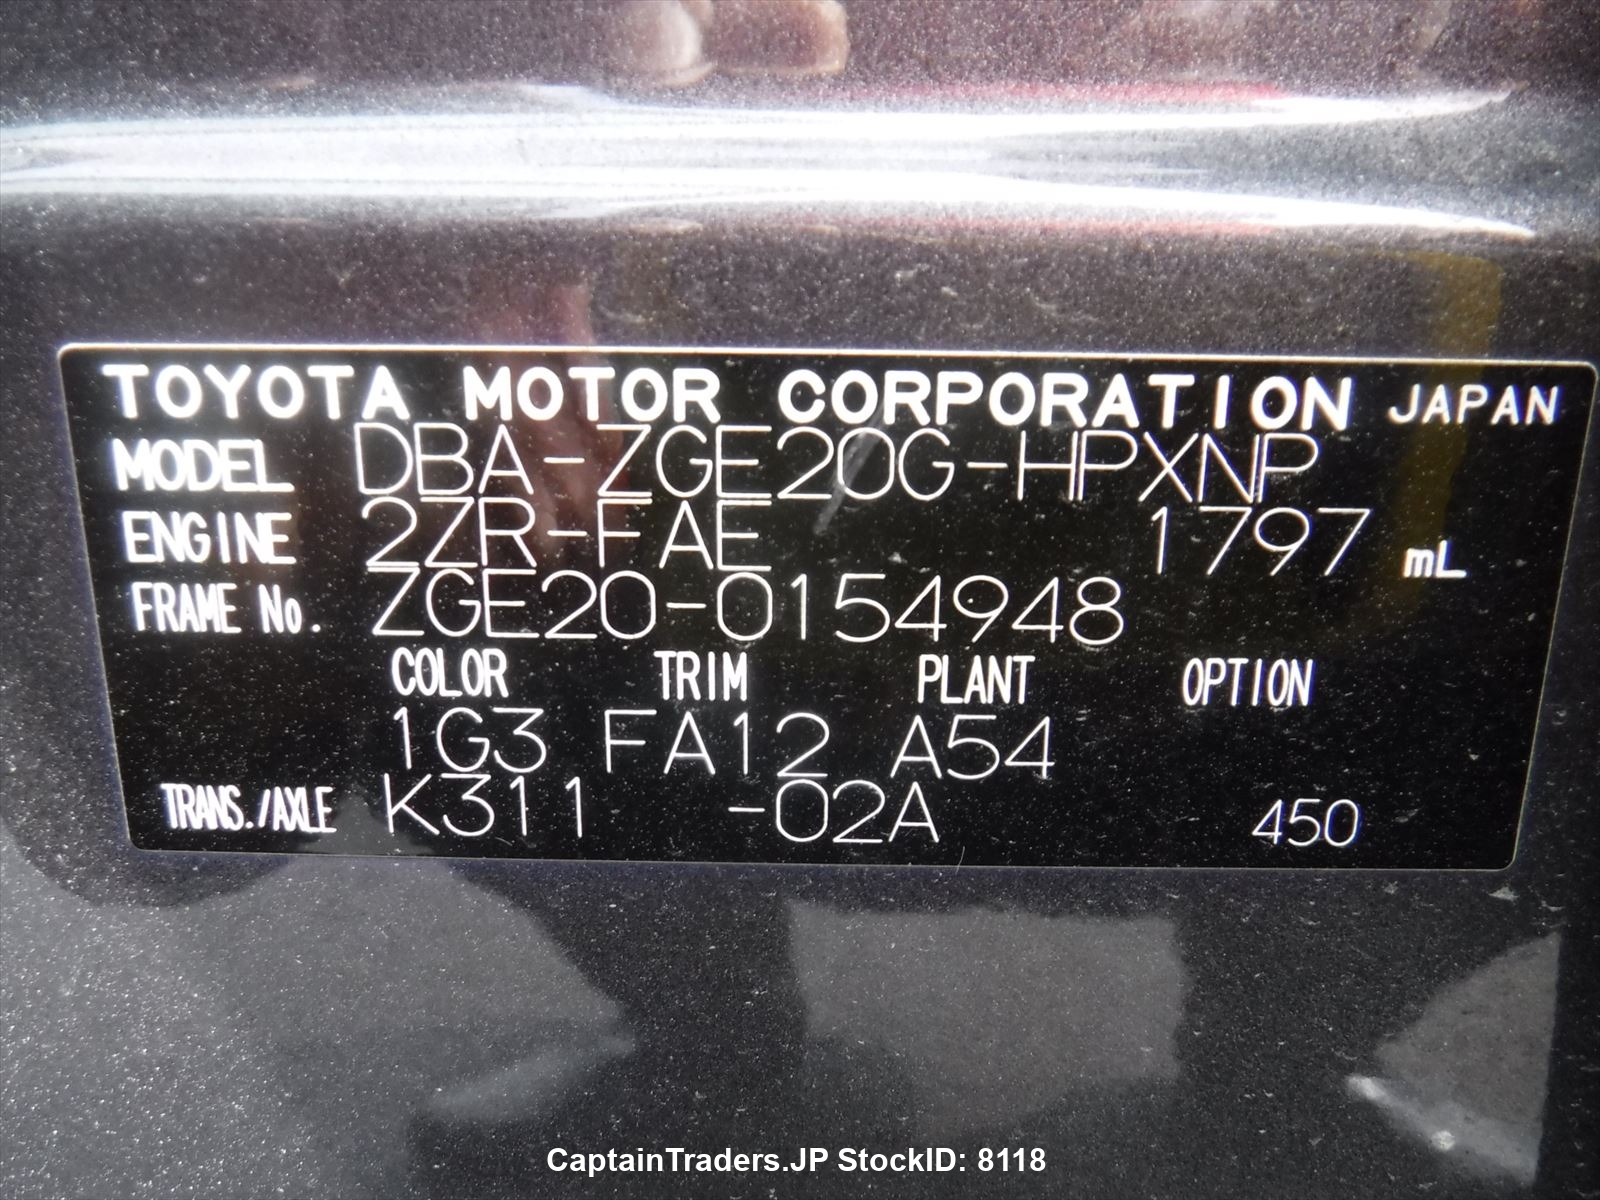 TOYOTA MOTOR CORPORATION JAPAN
MODEL DBA-ZGE20G-HPXNP
ENGINE 2ZR-FAE 1797 mL
FRAME No. ZGE20-0154948
COLOR TRIM PLANT OPTION
1G3 FA12 A54
TRANS./AXLE K311 -02A 450
CaptainTraders.JP StockID: 8118